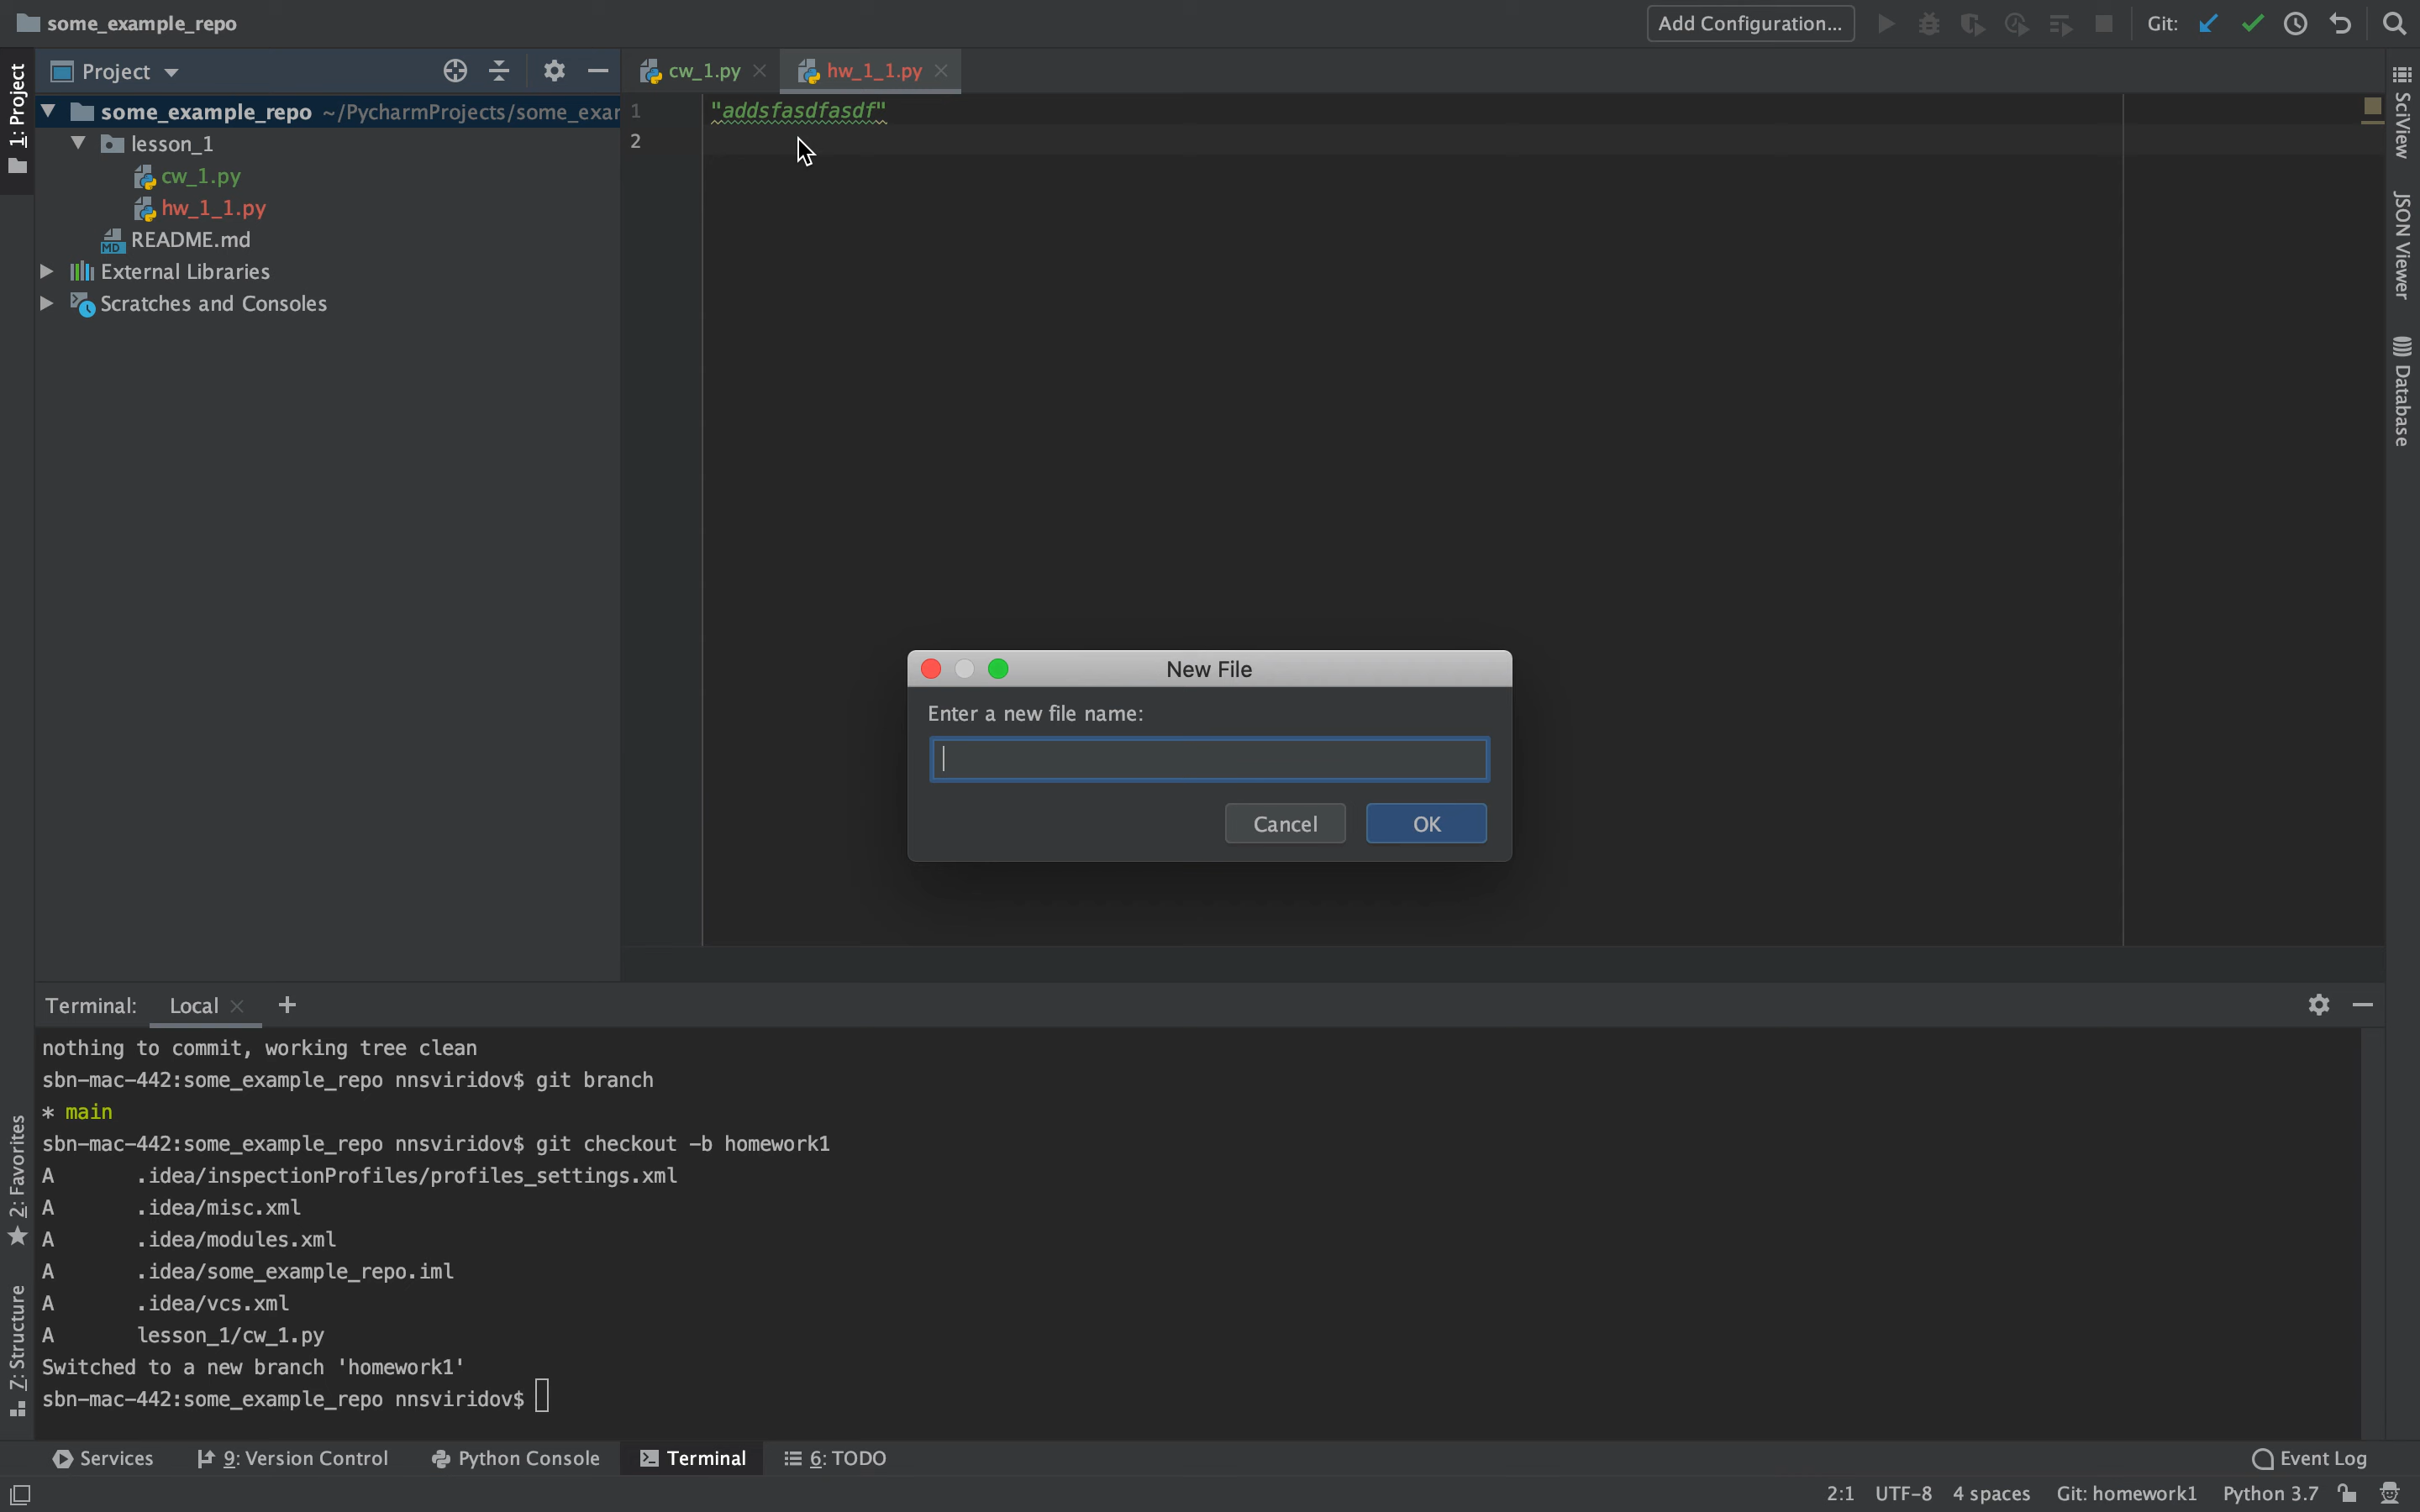 some_example_repo
Add Configuration...
Git:
1: Project
Project
cw_1.py
hw_1_1.py
some_example_repo ~/PycharmProjects/some_exar
lesson_1
cw_1.py
hw_1_1.py
README.md
External Libraries
Scratches and Consoles
1
2
"addsfasdfasdf"
SciView
JSON Viewer
Database
New File
Enter a new file name:
Cancel
OK
Terminal:
Local
nothing to commit, working tree clean
sbn-mac-442:some_example_repo nnsviridov$ git branch
* main
sbn-mac-442:some_example_repo nnsviridov$ git checkout -b homework1
A .idea/inspectionProfiles/profiles_settings.xml
A .idea/misc.xml
A .idea/modules.xml
A .idea/some_example_repo.iml
A .idea/vcs.xml
A lesson_1/cw_1.py
Switched to a new branch 'homework1'
sbn-mac-442:some_example_repo nnsviridov$
2: Favorites
Z: Structure
Services
9: Version Control
Python Console
Terminal
6: TODO
Event Log
2:1
UTF-8
4 spaces
Git: homework1
Python 3.7